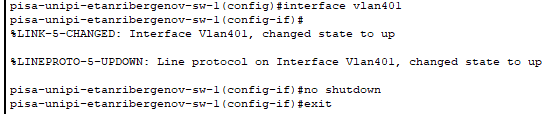 pisa-unipi-etanribergenov-sw-1(config)#interface vlan401
pisa-unipi-etanribergenov-sw-1(config-if)#
%LINK-5-CHANGED: Interface Vlan401, changed state to up
%LINEPROTO-5-UPDOWN: Line protocol on Interface Vlan401, changed state to up
pisa-unipi-etanribergenov-sw-1(config-if)#no shutdown
pisa-unipi-etanribergenov-sw-1(config-if)#exit